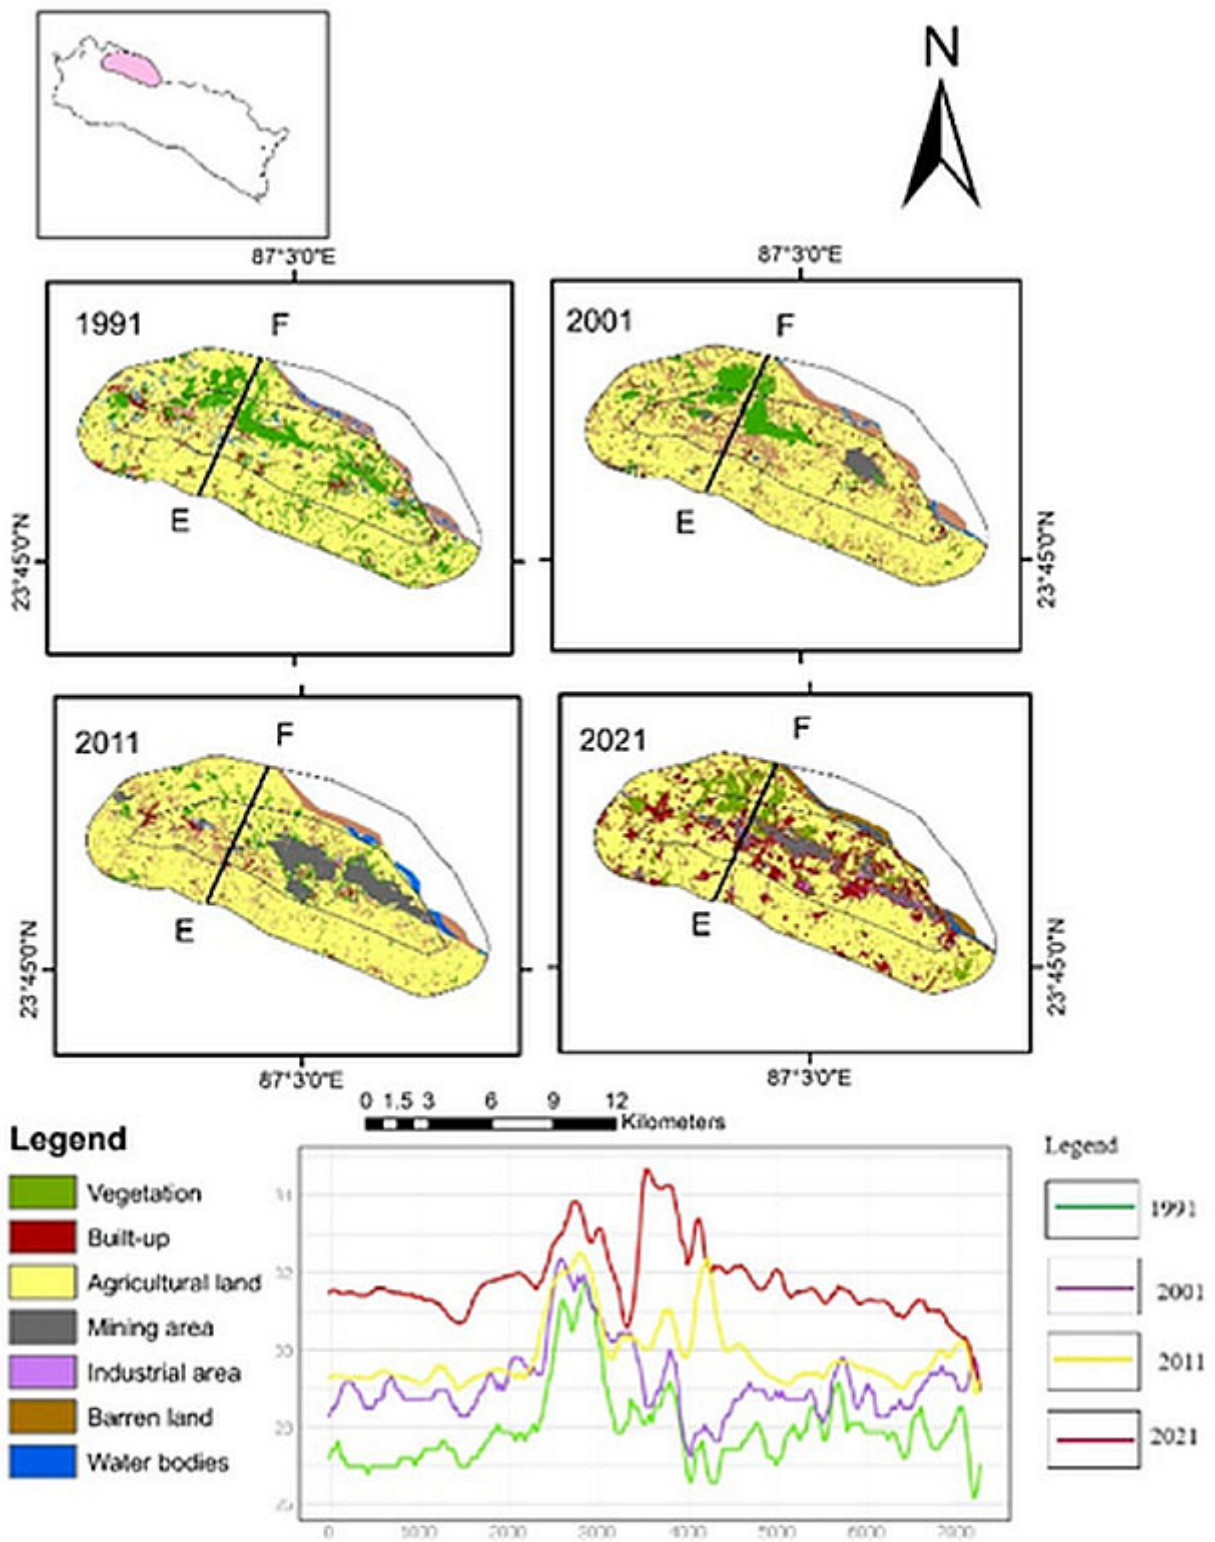 N
87°3'0"E
87°3'0"E
1991
F
E
2001
F
E
23°45'0"N
23°45'0"N
2011
F
E
2021
F
E
23°45'0"N
23°45'0"N
87°3'0"E
87°3'0"E
0 1.5 3 6 9 12
Kilometers
Legend
Vegetation
Built-up
Agricultural land
Mining area
Industrial area
Barren land
Water bodies
0 1000 2000 3000 4000 5000 6000 7000
Legend
1991
2001
2011
2021